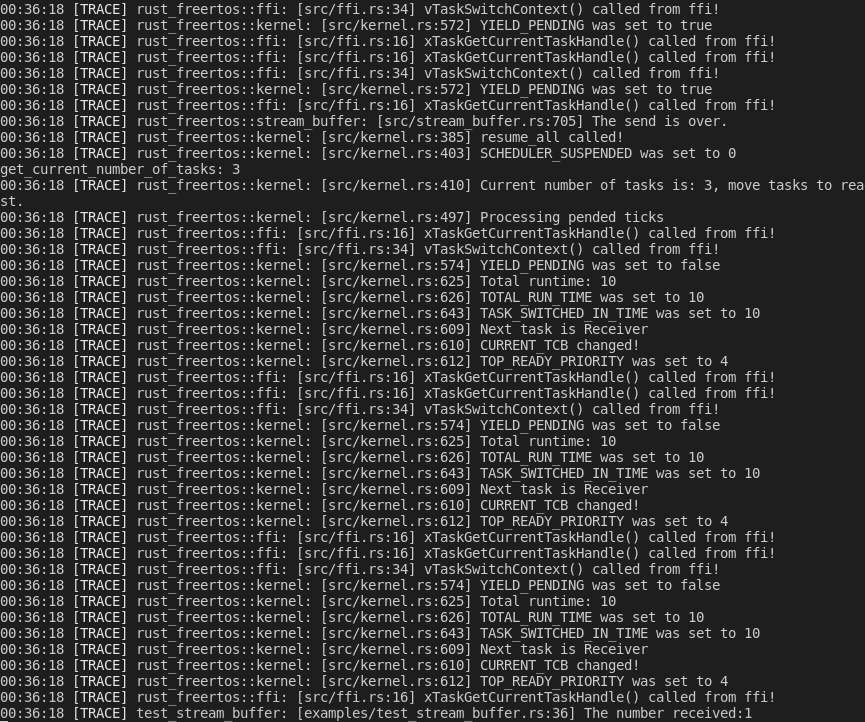 00:36:18 [TRACE] rust_freertos::ffi: [src/ffi.rs:34] vTaskSwitchContext() called from ffi!
00:36:18 [TRACE] rust_freertos::kernel: [src/kernel.rs:572] YIELD_PENDING was set to true
00:36:18 [TRACE] rust_freertos::ffi: [src/ffi.rs:16] xTaskGetCurrentTaskHandle() called from ffi!
00:36:18 [TRACE] rust_freertos::ffi: [src/ffi.rs:16] xTaskGetCurrentTaskHandle() called from ffi!
00:36:18 [TRACE] rust_freertos::ffi: [src/ffi.rs:34] vTaskSwitchContext() called from ffi!
00:36:18 [TRACE] rust_freertos::kernel: [src/kernel.rs:572] YIELD_PENDING was set to true
00:36:18 [TRACE] rust_freertos::ffi: [src/ffi.rs:16] xTaskGetCurrentTaskHandle() called from ffi!
00:36:18 [TRACE] rust_freertos::stream_buffer: [src/stream_buffer.rs:705] The send is over.
00:36:18 [TRACE] rust_freertos::kernel: [src/kernel.rs:385] resume_all called!
00:36:18 [TRACE] rust_freertos::kernel: [src/kernel.rs:403] SCHEDULER_SUSPENDED was set to 0
get_current_number_of_tasks: 3
00:36:18 [TRACE] rust_freertos::kernel: [src/kernel.rs:410] Current number of tasks is: 3, move tasks to rea
st.
00:36:18 [TRACE] rust_freertos::kernel: [src/kernel.rs:497] Processing pended ticks
00:36:18 [TRACE] rust_freertos::ffi: [src/ffi.rs:16] xTaskGetCurrentTaskHandle() called from ffi!
00:36:18 [TRACE] rust_freertos::ffi: [src/ffi.rs:34] vTaskSwitchContext() called from ffi!
00:36:18 [TRACE] rust_freertos::kernel: [src/kernel.rs:574] YIELD_PENDING was set to false
00:36:18 [TRACE] rust_freertos::kernel: [src/kernel.rs:625] Total runtime: 10
00:36:18 [TRACE] rust_freertos::kernel: [src/kernel.rs:626] TOTAL_RUN_TIME was set to 10
00:36:18 [TRACE] rust_freertos::kernel: [src/kernel.rs:643] TASK_SWITCHED_IN_TIME was set to 10
00:36:18 [TRACE] rust_freertos::kernel: [src/kernel.rs:609] Next task is Receiver
00:36:18 [TRACE] rust_freertos::kernel: [src/kernel.rs:610] CURRENT_TCB changed!
00:36:18 [TRACE] rust_freertos::kernel: [src/kernel.rs:612] TOP_READY_PRIORITY was set to 4
00:36:18 [TRACE] rust_freertos::ffi: [src/ffi.rs:16] xTaskGetCurrentTaskHandle() called from ffi!
00:36:18 [TRACE] rust_freertos::ffi: [src/ffi.rs:16] xTaskGetCurrentTaskHandle() called from ffi!
00:36:18 [TRACE] rust_freertos::ffi: [src/ffi.rs:34] vTaskSwitchContext() called from ffi!
00:36:18 [TRACE] rust_freertos::kernel: [src/kernel.rs:574] YIELD_PENDING was set to false
00:36:18 [TRACE] rust_freertos::kernel: [src/kernel.rs:625] Total runtime: 10
00:36:18 [TRACE] rust_freertos::kernel: [src/kernel.rs:626] TOTAL_RUN_TIME was set to 10
00:36:18 [TRACE] rust_freertos::kernel: [src/kernel.rs:643] TASK_SWITCHED_IN_TIME was set to 10
00:36:18 [TRACE] rust_freertos::kernel: [src/kernel.rs:609] Next task is Receiver
00:36:18 [TRACE] rust_freertos::kernel: [src/kernel.rs:610] CURRENT_TCB changed!
00:36:18 [TRACE] rust_freertos::kernel: [src/kernel.rs:612] TOP_READY_PRIORITY was set to 4
00:36:18 [TRACE] rust_freertos::ffi: [src/ffi.rs:16] xTaskGetCurrentTaskHandle() called from ffi!
00:36:18 [TRACE] rust_freertos::ffi: [src/ffi.rs:16] xTaskGetCurrentTaskHandle() called from ffi!
00:36:18 [TRACE] rust_freertos::ffi: [src/ffi.rs:34] vTaskSwitchContext() called from ffi!
00:36:18 [TRACE] rust_freertos::kernel: [src/kernel.rs:574] YIELD_PENDING was set to false
00:36:18 [TRACE] rust_freertos::kernel: [src/kernel.rs:625] Total runtime: 10
00:36:18 [TRACE] rust_freertos::kernel: [src/kernel.rs:626] TOTAL_RUN_TIME was set to 10
00:36:18 [TRACE] rust_freertos::kernel: [src/kernel.rs:643] TASK_SWITCHED_IN_TIME was set to 10
00:36:18 [TRACE] rust_freertos::kernel: [src/kernel.rs:609] Next task is Receiver
00:36:18 [TRACE] rust_freertos::kernel: [src/kernel.rs:610] CURRENT_TCB changed!
00:36:18 [TRACE] rust_freertos::kernel: [src/kernel.rs:612] TOP_READY_PRIORITY was set to 4
00:36:18 [TRACE] rust_freertos::ffi: [src/ffi.rs:16] xTaskGetCurrentTaskHandle() called from ffi!
00:36:18 [TRACE] test_stream_buffer: [examples/test_stream_buffer.rs:36] The number received:1